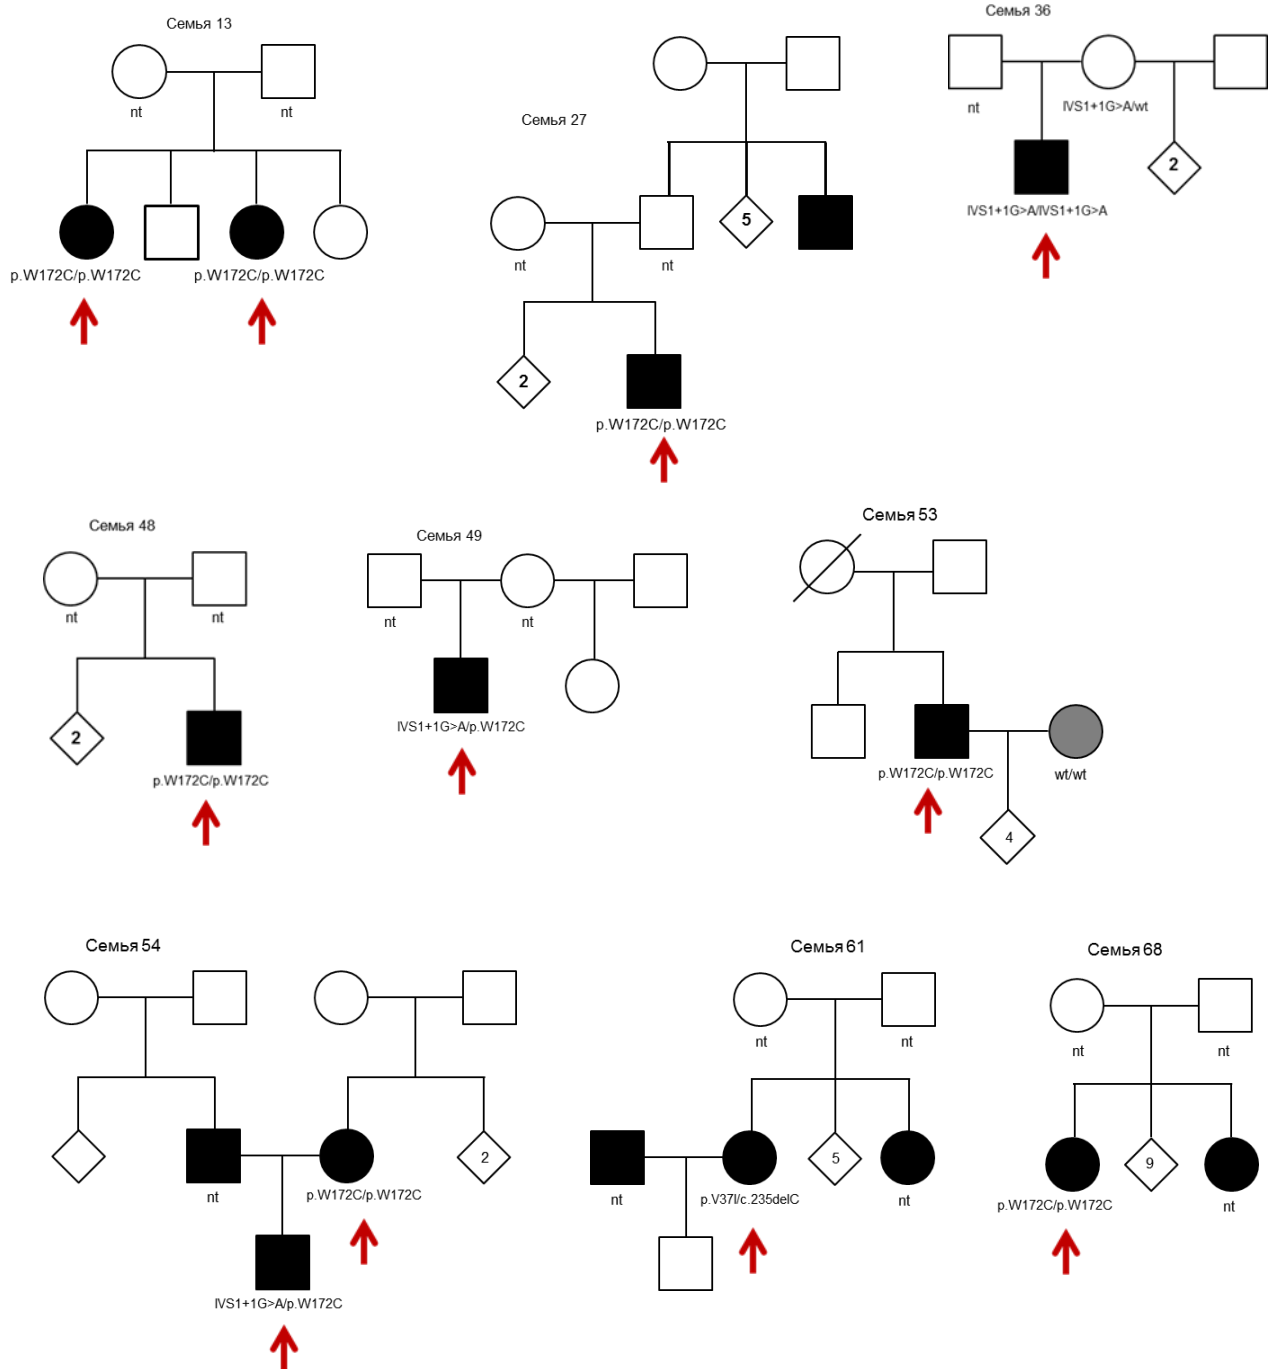 Семья 13
nt
nt
p.W172C/p.W172C
p.W172C/p.W172C
Семья 27
5
nt
nt
2
p.W172C/p.W172C
Семья 36
nt
IVS1+1G>A/wt
2
IVS1+1G>A/IVS1+1G>A
Семья 48
nt
nt
2
p.W172C/p.W172C
Семья 49
nt
nt
IVS1+1G>A/p.W172C
Семья 53
p.W172C/p.W172C
wt/wt
4
Семья 54
2
nt
p.W172C/p.W172C
IVS1+1G>A/p.W172C
Семья 61
nt
nt
5
nt
p.V37I/c.235delC
nt
Семья 68
nt
nt
9
p.W172C/p.W172C
nt